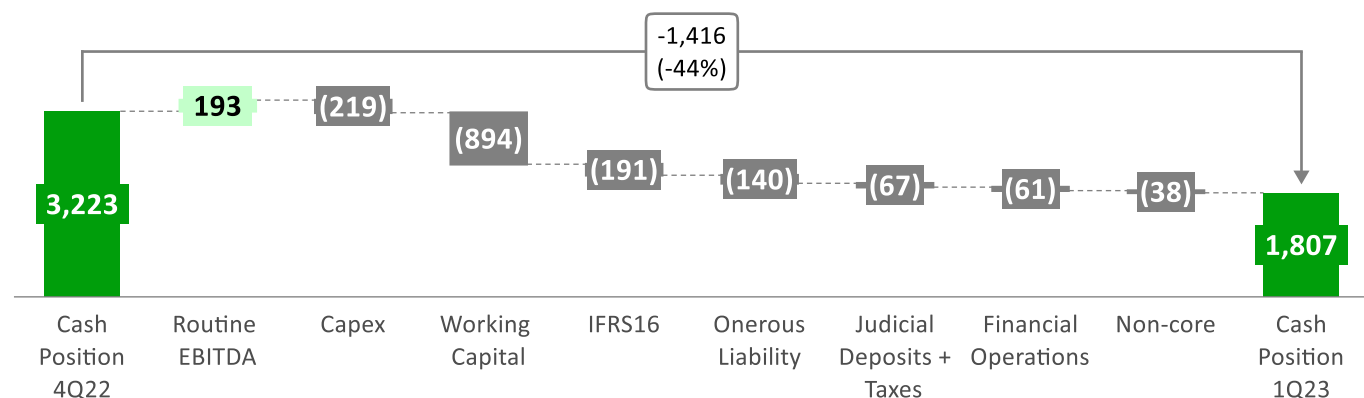 -1,416
(-44%)
193
(219)
(894)
(191)
(140)
(67)
(61)
(38)
3,223
1,807
Cash
Position
4Q22
Routine
EBITDA
Capex
Working
Capital
IFRS16
Onerous
Liability
Judicial
Deposits +
Taxes
Financial
Operations
Non-core
Cash
Position
1Q23